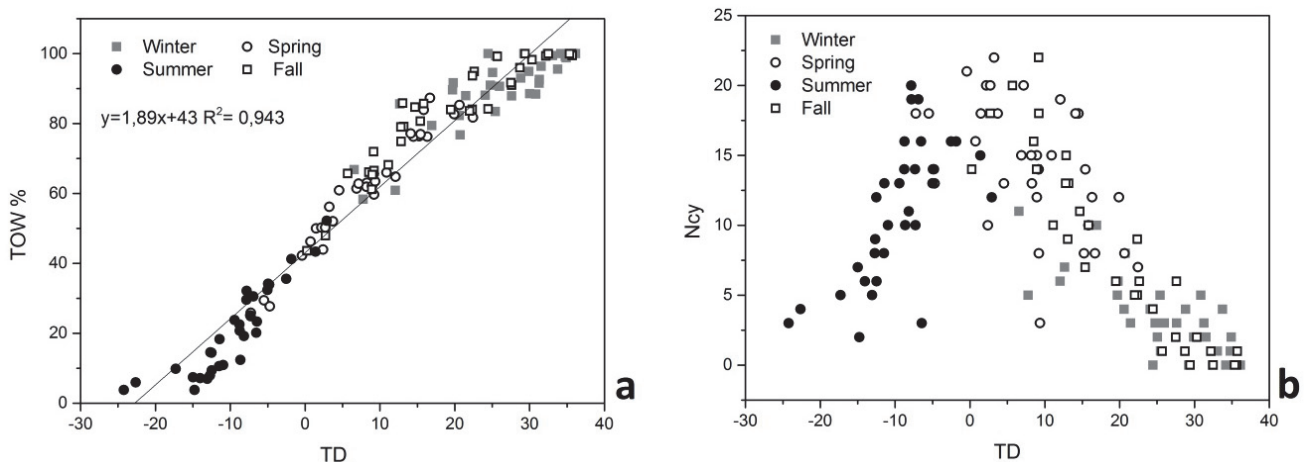 100
80
60
40
20
0
TOW %
Winter
Spring
Summer
Fall
y=1,89x+43 R²= 0,943
-30 -20 -10 0 10 20 30 40
TD
a
25
20
15
10
5
0
Ncy
Winter
Spring
Summer
Fall
-30 -20 -10 0 10 20 30 40
TD
b